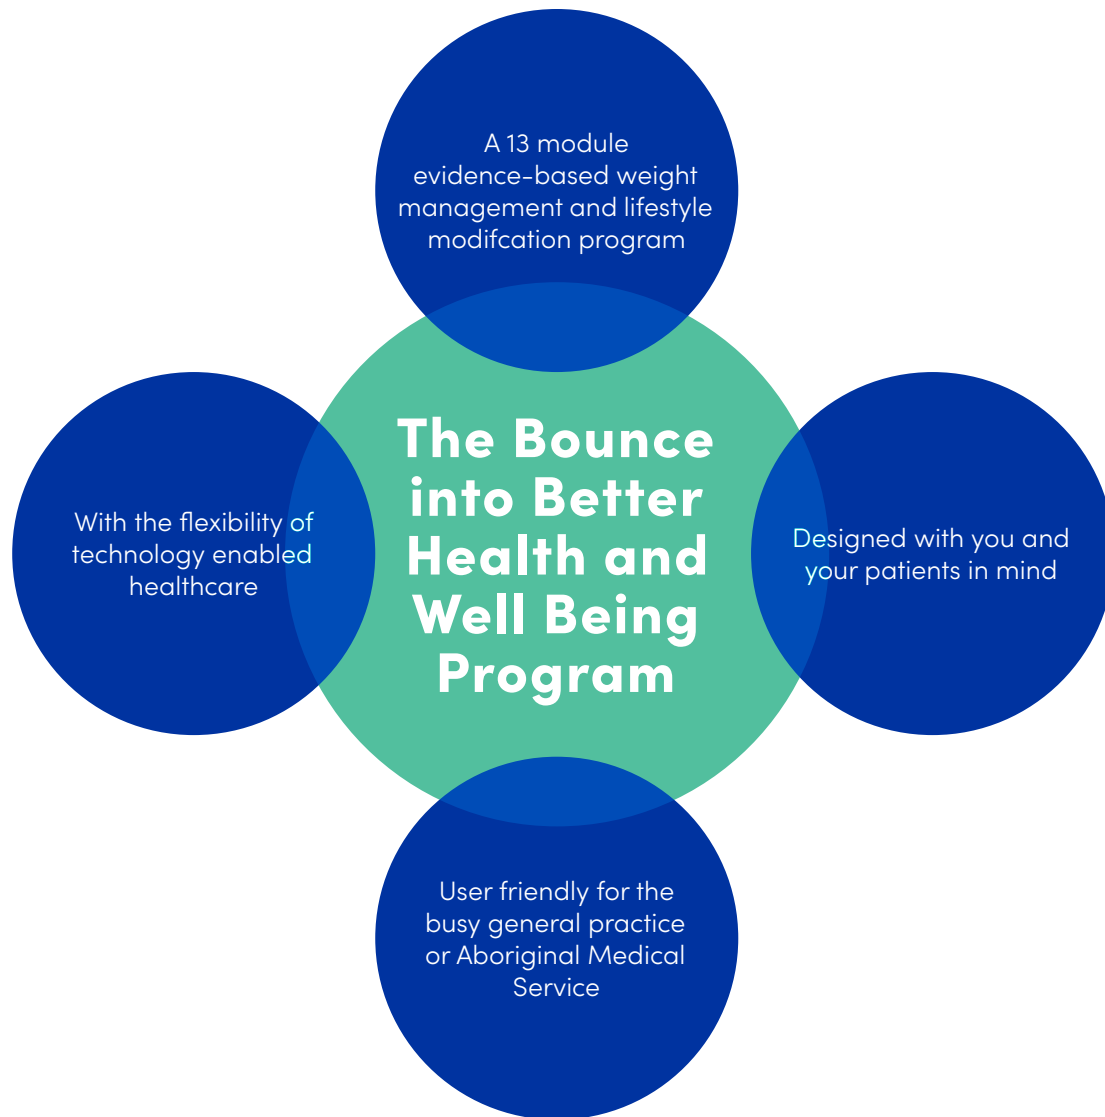 A 13 module
evidence-based weight
management and lifestyle
modifcation program
The Bounce
into Better
Health and
Well Being
Program
With the flexibility of
technology enabled
healthcare
Designed with you and
your patients in mind
User friendly for the
busy general practice
or Aboriginal Medical
Service